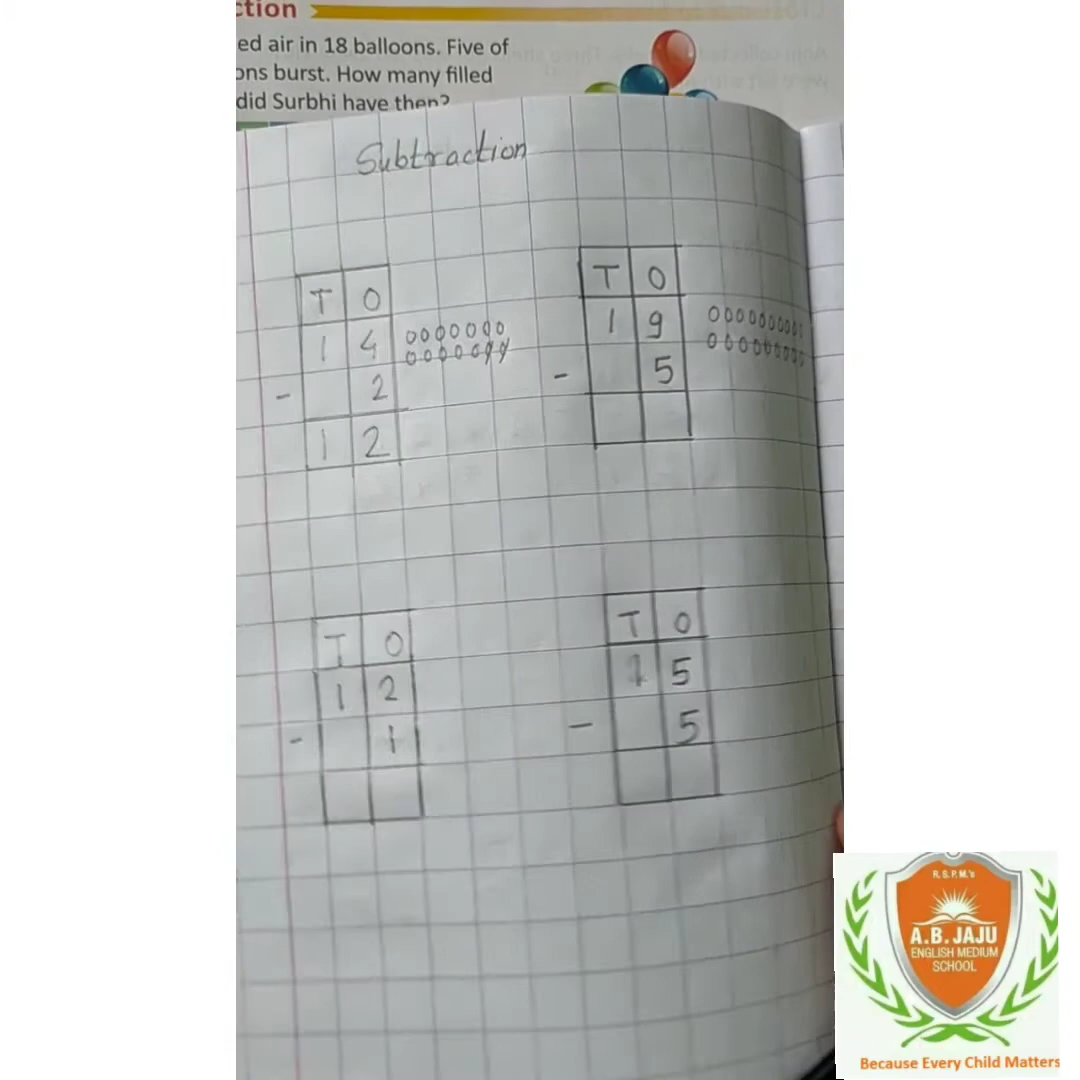 ction
ed air in 18 balloons. Five of
ons burst. How many filled
did Surbhi have then?
Subtraction
T O
1 4
- 2
1 2
T O
1 9
- 5
T O
1 2
- 1
T O
1 5
- 5
R. S. P. M.'s
A.B. JAJU
ENGLISH MEDIUM
SCHOOL
Because Every Child Matters